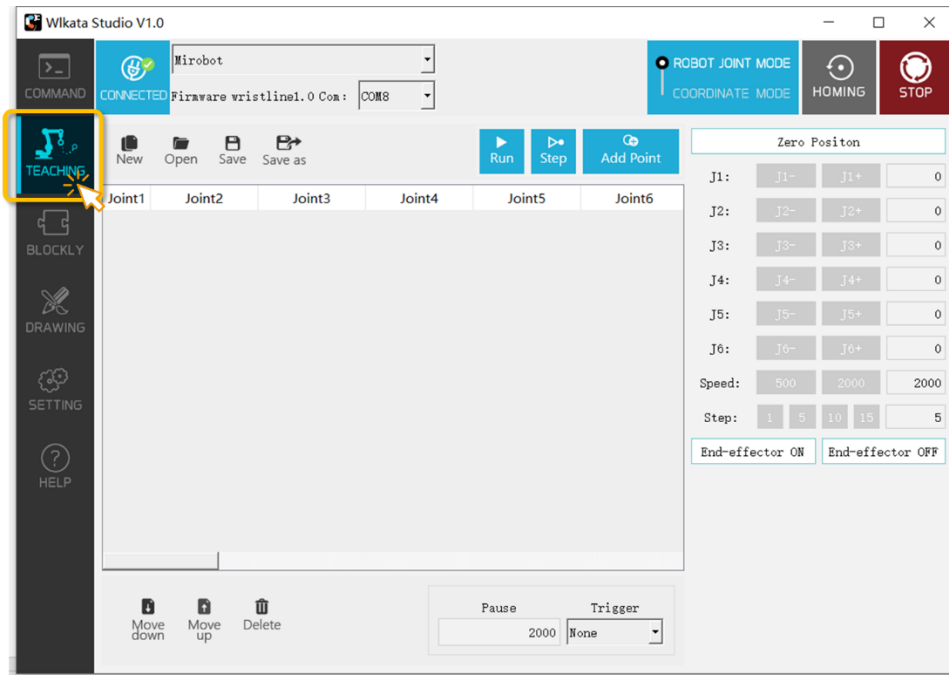 Wlkata Studio V1.0
COMMAND
CONNECTED
Mirobot
Firmware wristline1.0 Com: COM8
ROBOT JOINT MODE
COORDINATE MODE
HOMING
STOP
TEACHING
New Open Save Save as
Run Step Add Point
Zero Positon
Joint1 Joint2 Joint3 Joint4 Joint5 Joint6
J1: J1- J1+ 0
J2: J2- J2+ 0
J3: J3- J3+ 0
J4: J4- J4+ 0
J5: J5- J5+ 0
J6: J6- J6+ 0
Speed: 500 2000 2000
Step: 1 5 10 15 5
End-effector ON End-effector OFF
BLOCKLY
DRAWING
SETTING
HELP
Move down
Move up
Delete
Pause Trigger
2000 None